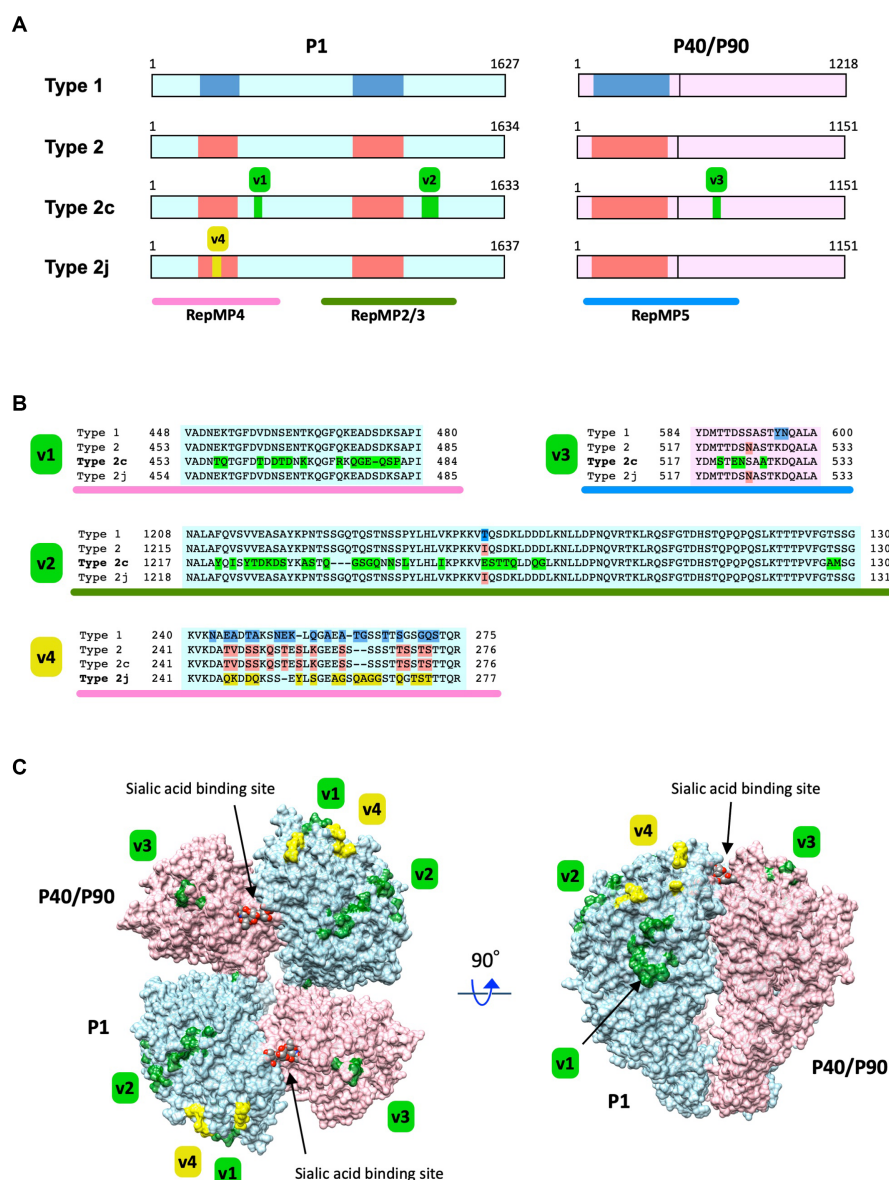 A
P1
P40/P90
1 1627 1 1218
Type 1
1 1634 1 1151
Type 2
v1 v2 v3
1 1633 1 1151
Type 2c
v4
1 1637 1 1151
Type 2j
RepMP4 RepMP2/3 RepMP5
B
v1
Type 1 448 VADNEKTGFDVDNSENTKQGFQKEADSDKSAPI 480
Type 2 453 VADNEKTGFDVDNSENTKQGFQKEADSDKSAPI 485
Type 2c 453 VADNTQTGFTDDTDNKKQGFRKQGE-QSPAPI 484
Type 2j 454 VADNEKTGFDVDNSENTKQGFQKEADSDKSAPI 485
v3
Type 1 584 YDMTTDSSASTYNQALA 600
Type 2 517 YDMTTDSNASTKDQALA 533
Type 2c 517 YDMSTENSAATKDQALA 533
Type 2j 517 YDMTTDSNASTKDQALA 533
v2
Type 1 1208 NALAFQVSVVEASAYKPNTSSGQTQSTNSSPYLHLVKPKKVTQSDKLDDDLKNLLDPNQVRTKLRQSFGTDHSTQPQPQSLKTTTPVFGTSSG 130
Type 2 1215 NALAFQVSVVEASAYKPNTSSGQTQSTNSSPYLHLVKPKKVIQSDKLDDDLKNLLDPNQVRTKLRQSFGTDHSTQPQPQSLKTTTPVFGTSSG 130
Type 2c 1217 NALAYQISYTDKDSYKASTQ---GSGQNNSLYLHLIKPKKVESTTQLDQGLKNLLDPNQVRTKLRQSFGTDHSTQPQPQSLKTTTPVFGAMSG 130
Type 2j 1218 NALAFQVSVVEASAYKPNTSSGQTQSTNSSPYLHLVKPKKVIQSDKLDDDLKNLLDPNQVRTKLRQSFGTDHSTQPQPQSLKTTTPVFGTSSG 131
v4
Type 1 240 KVKNAEADTAKSNEK-LQGAEA-TGSSTTSGSGQSTQR 275
Type 2 241 KVKDATVDSSKQSTESLKGEESS--SSSTTSSTSTTQR 276
Type 2c 241 KVKDATVDSSKQSTESLKGEESS--SSSTTSSTSTTQR 276
Type 2j 241 KVKDAQKDDQKSS-EYLSGEAGSQAGGSTQGTSTTTQR 277
C
Sialic acid binding site
v1
v4
v3
v2
P40/P90
P1
v2
v3
v4
v1
Sialic acid binding site
90°
Sialic acid binding site
v4
v3
v2
v1
P1
P40/P90